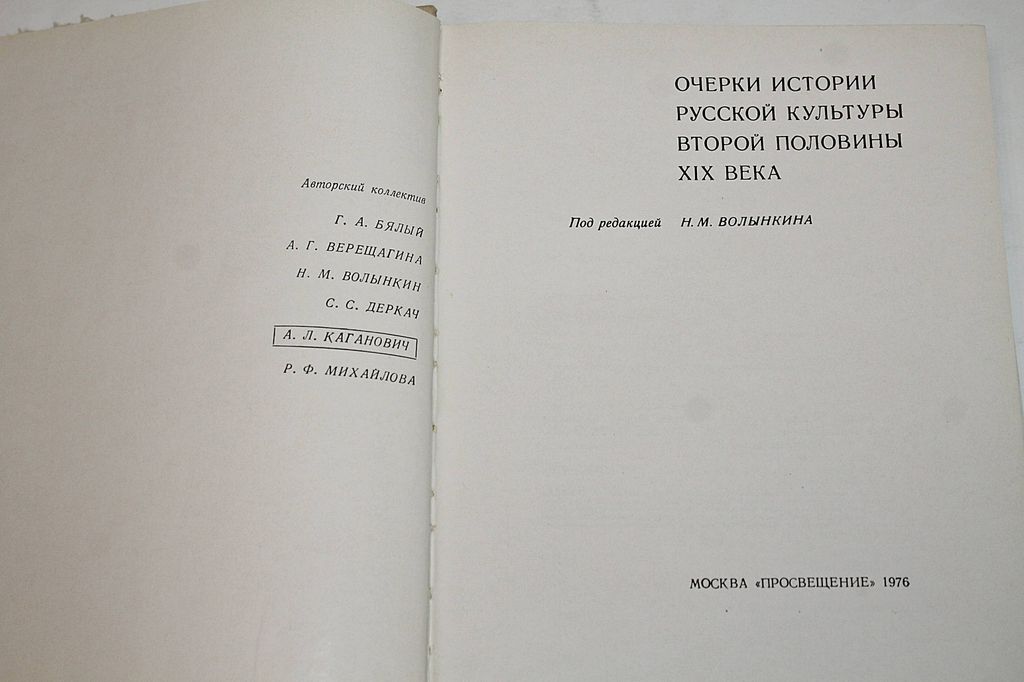 Авторский коллектив
Г. А. БЯЛЫЙ
А. Г. ВЕРЕЩАГИНА
Н. М. ВОЛЫНКИН
С. С. ДЕРКАЧ
А. Л. КАГАНОВИЧ
Р. Ф. МИХАЙЛОВА
ОЧЕРКИ ИСТОРИИ
РУССКОЙ КУЛЬТУРЫ
ВТОРОЙ ПОЛОВИНЫ
XIX ВЕКА
Под редакцией Н. М. ВОЛЫНКИНА
МОСКВА «ПРОСВЕЩЕНИЕ» 1976